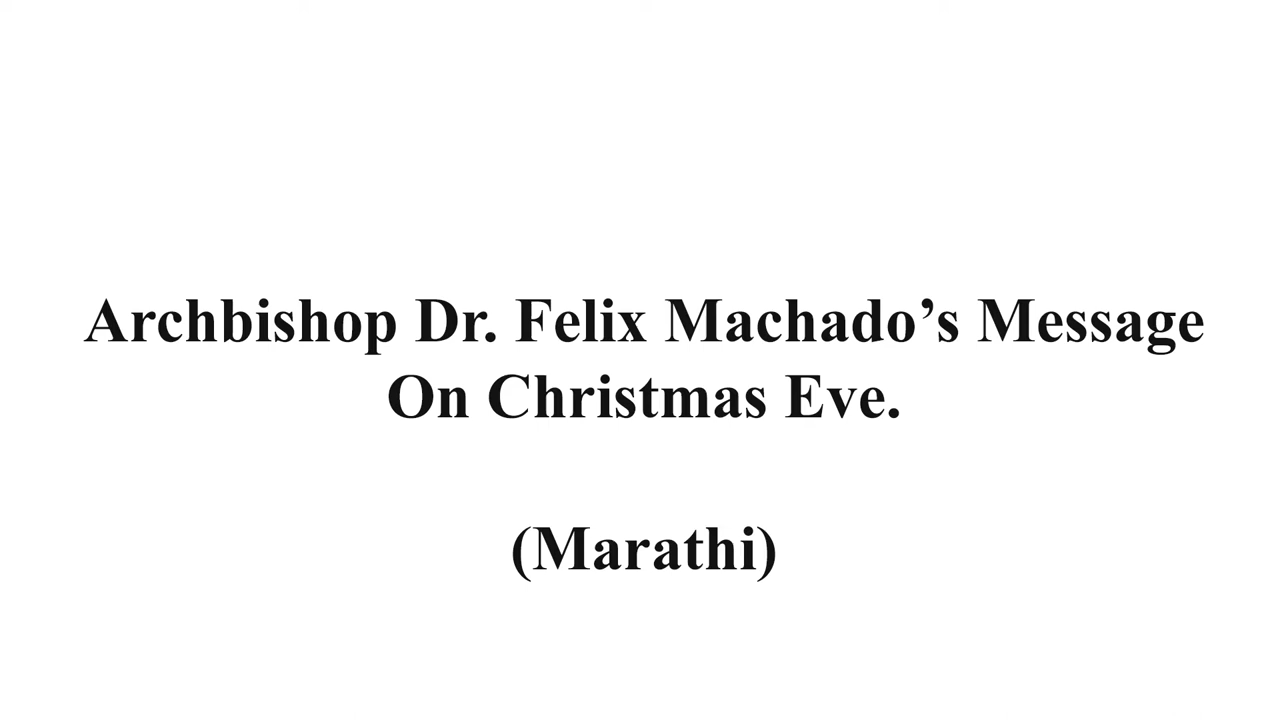 Archbishop Dr. Felix Machado’s Message
On Christmas Eve.
(Marathi)